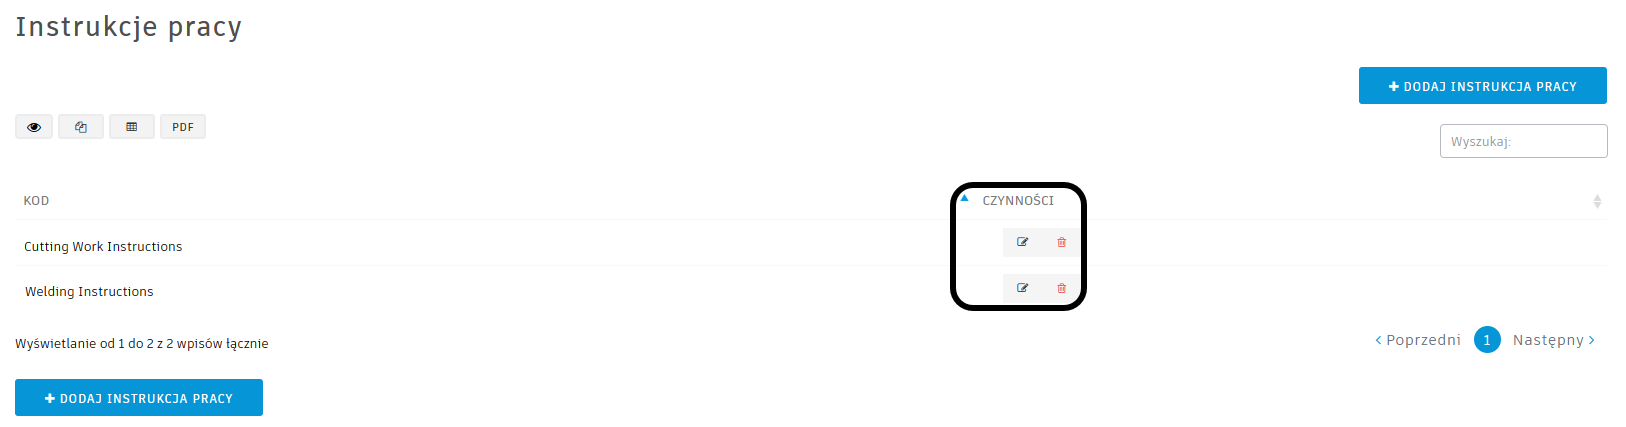 Instrukcje pracy
DODAJ INSTRUKCJA PRACY
PDF
Wyszukaj:
KOD CZYNNOŚCI
Cutting Work Instructions
Welding Instructions
Wyświetlanie od 1 do 2 z 2 wpisów łącznie
Poprzedni 1 Następny
DODAJ INSTRUKCJA PRACY